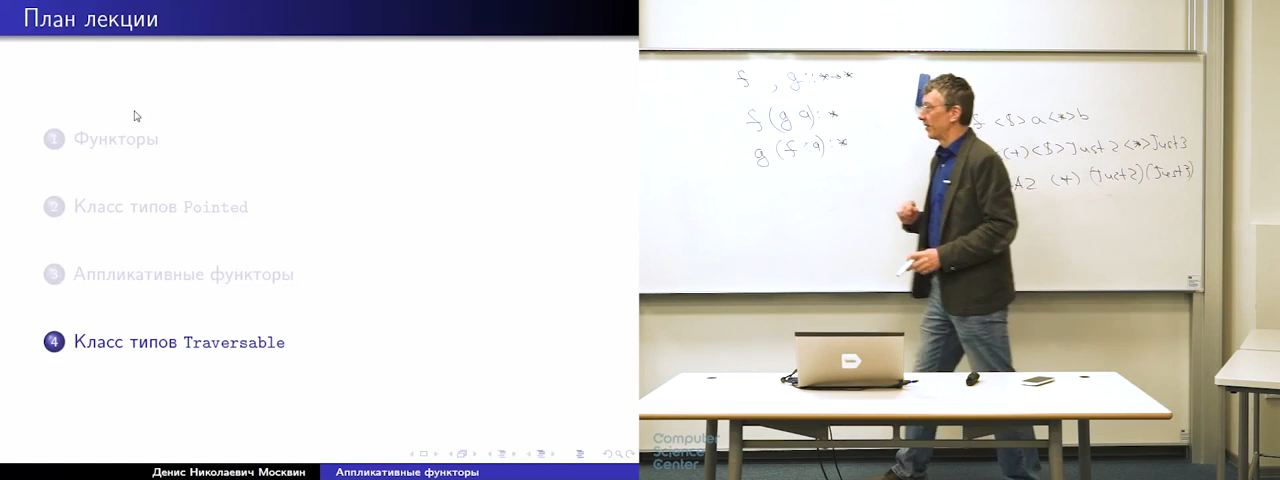 План лекции
1 Функторы
2 Класс типов Pointed
3 Аппликативные функторы
4 Класс типов Traversable
Денис Николаевич Москвин
Аппликативные функторы
f , g :: *→*
f (g a) : *
g (f a) : *
f <$> a <*> b
(+) <$> Just 2 <*> Just 3
A2 (+) (Just 2) (Just 3)
Computer
Science
Center